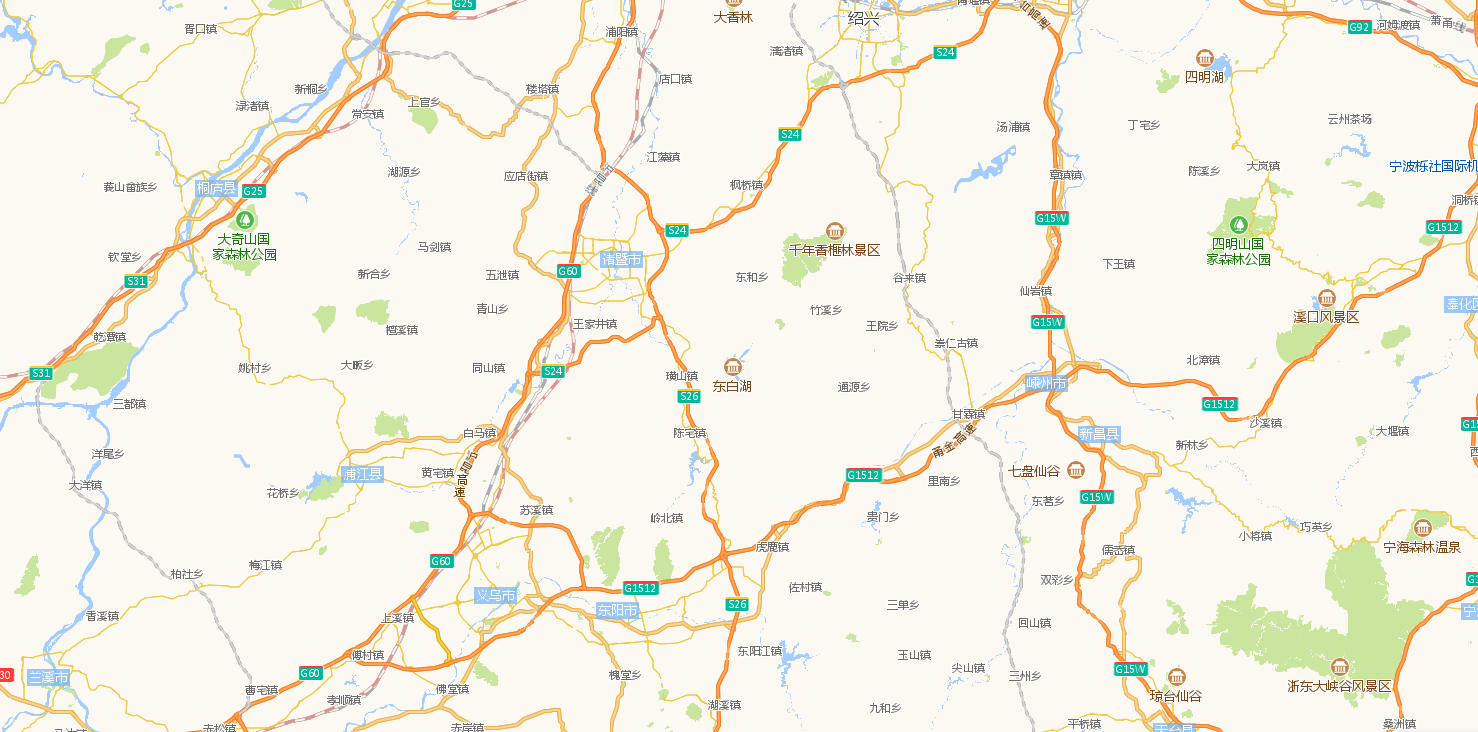 G25
大香林
绍兴
胥口镇
浦阳镇
G92
河姆渡镇
萧甬
漓渚镇
S24
店口镇
四明湖
新桐乡
楼塔镇
渌渚镇
常安镇
上官乡
云州茶场
丁宅乡
汤浦镇
S24
江藻镇
宁波栎社国际机
大岚镇
陈溪乡
章镇镇
湖源乡
应店街镇
枫桥镇
莪山畲族乡
桐庐县
G25
洞桥镇
G15W
G1512
大奇山国
家森林公园
S24
千年香榧林景区
四明山国
家森林公园
马剑镇
钦堂乡
诸暨市
G60
新合乡
五泄镇
东和乡
谷来镇
下王镇
S31
仙岩镇
溪口风景区
奉化区
青山乡
竹溪乡
王院乡
王家井镇
G15W
檀溪镇
乾潭镇
崇仁古镇
北漳镇
大畈乡
姚村乡
同山镇
S24
S31
璜山镇
东白湖
通源乡
嵊州市
S26
G1512
三都镇
甘霖镇
沙溪镇
白马镇
陈宅镇
甬金高速
新昌县
新林乡
大堰镇
洋尾乡
浦江县
黄宅镇
G1512
七盘仙谷
大洋镇
花桥乡
里南乡
G15W
东茗乡
苏溪镇
岭北镇
贵门乡
巧英乡
小将镇
宁海森林温泉
虎鹿镇
儒岙镇
G60
梅江镇
柏社乡
双彩乡
G1512
义乌市
佐村镇
东阳市
S26
三单乡
香溪镇
上溪镇
回山镇
东阳江镇
玉山镇
傅村镇
G60
尖山镇
G15W
浙东大峡谷风景区
兰溪市
槐堂乡
三州乡
曹宅镇
佛堂镇
琼台仙谷
孝顺镇
湖溪镇
九和乡
赤松镇
赤岸镇
平桥镇
天台县
桑洲镇